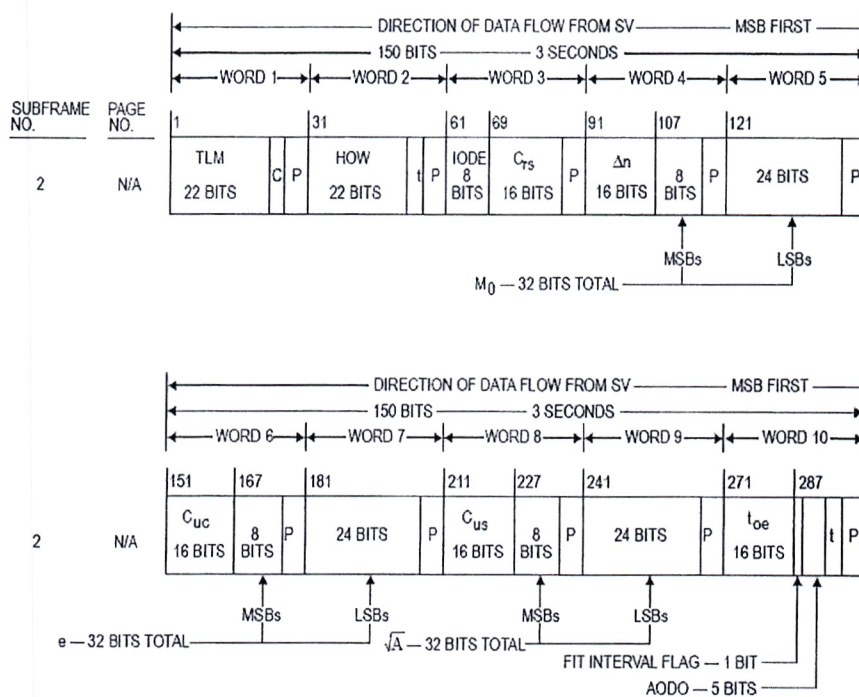 DIRECTION OF DATA FLOW FROM SV MSB FIRST
150 BITS 3 SECONDS
WORD 1 WORD 2 WORD 3 WORD 4 WORD 5
SUBFRAME NO. PAGE NO.
1 31 61 69 91 107 121
2 N/A TLM 22 BITS C P HOW 22 BITS t P IODE 8 BITS Crs 16 BITS P Δn 16 BITS 8 BITS P 24 BITS P
MSBs LSBs
M0 — 32 BITS TOTAL
DIRECTION OF DATA FLOW FROM SV MSB FIRST
150 BITS 3 SECONDS
WORD 6 WORD 7 WORD 8 WORD 9 WORD 10
151 167 181 211 227 241 271 287
2 N/A Cuc 16 BITS 8 BITS P 24 BITS P Cus 16 BITS 8 BITS P 24 BITS P toe 16 BITS t P
MSBs LSBs MSBs LSBs
e — 32 BITS TOTAL √A — 32 BITS TOTAL
FIT INTERVAL FLAG — 1 BIT
AODO — 5 BITS